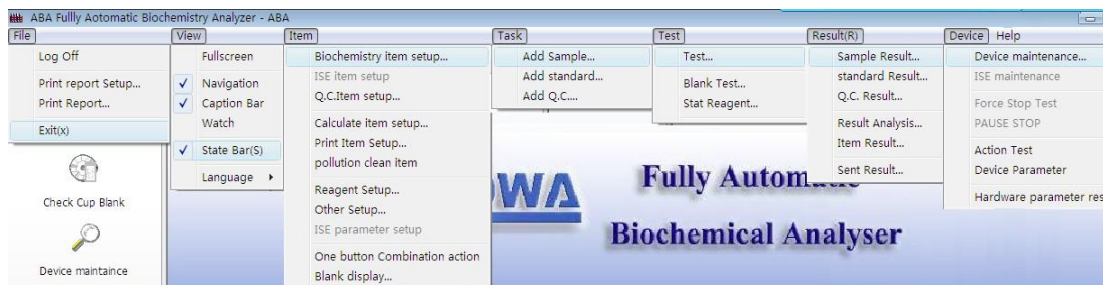 ABA Fullly Aotomatic Biochemistry Analyzer - ABA
File View Item Task Test Result(R) Device Help
Log Off
Print report Setup...
Print Report...
Exit(x)
Check Cup Blank
Device maintance
Fullscreen
Navigation
Caption Bar
Watch
State Bar(S)
Language
Biochemistry item setup...
ISE item setup
Q.C.Item setup...
Calculate item setup...
Print Item Setup...
pollution clean item
Reagent Setup...
Other Setup...
ISE parameter setup
One button Combination action
Blank display...
Add Sample...
Add standard...
Add Q.C....
Test...
Blank Test...
Stat Reagent...
Sample Result...
standard Result...
Q.C. Result...
Result Analysis...
Item Result...
Sent Result...
Device maintenance...
ISE maintenance
Force Stop Test
PAUSE STOP
Action Test
Device Parameter
Hardware parameter res
Fully Automatic
Biochemical Analyser